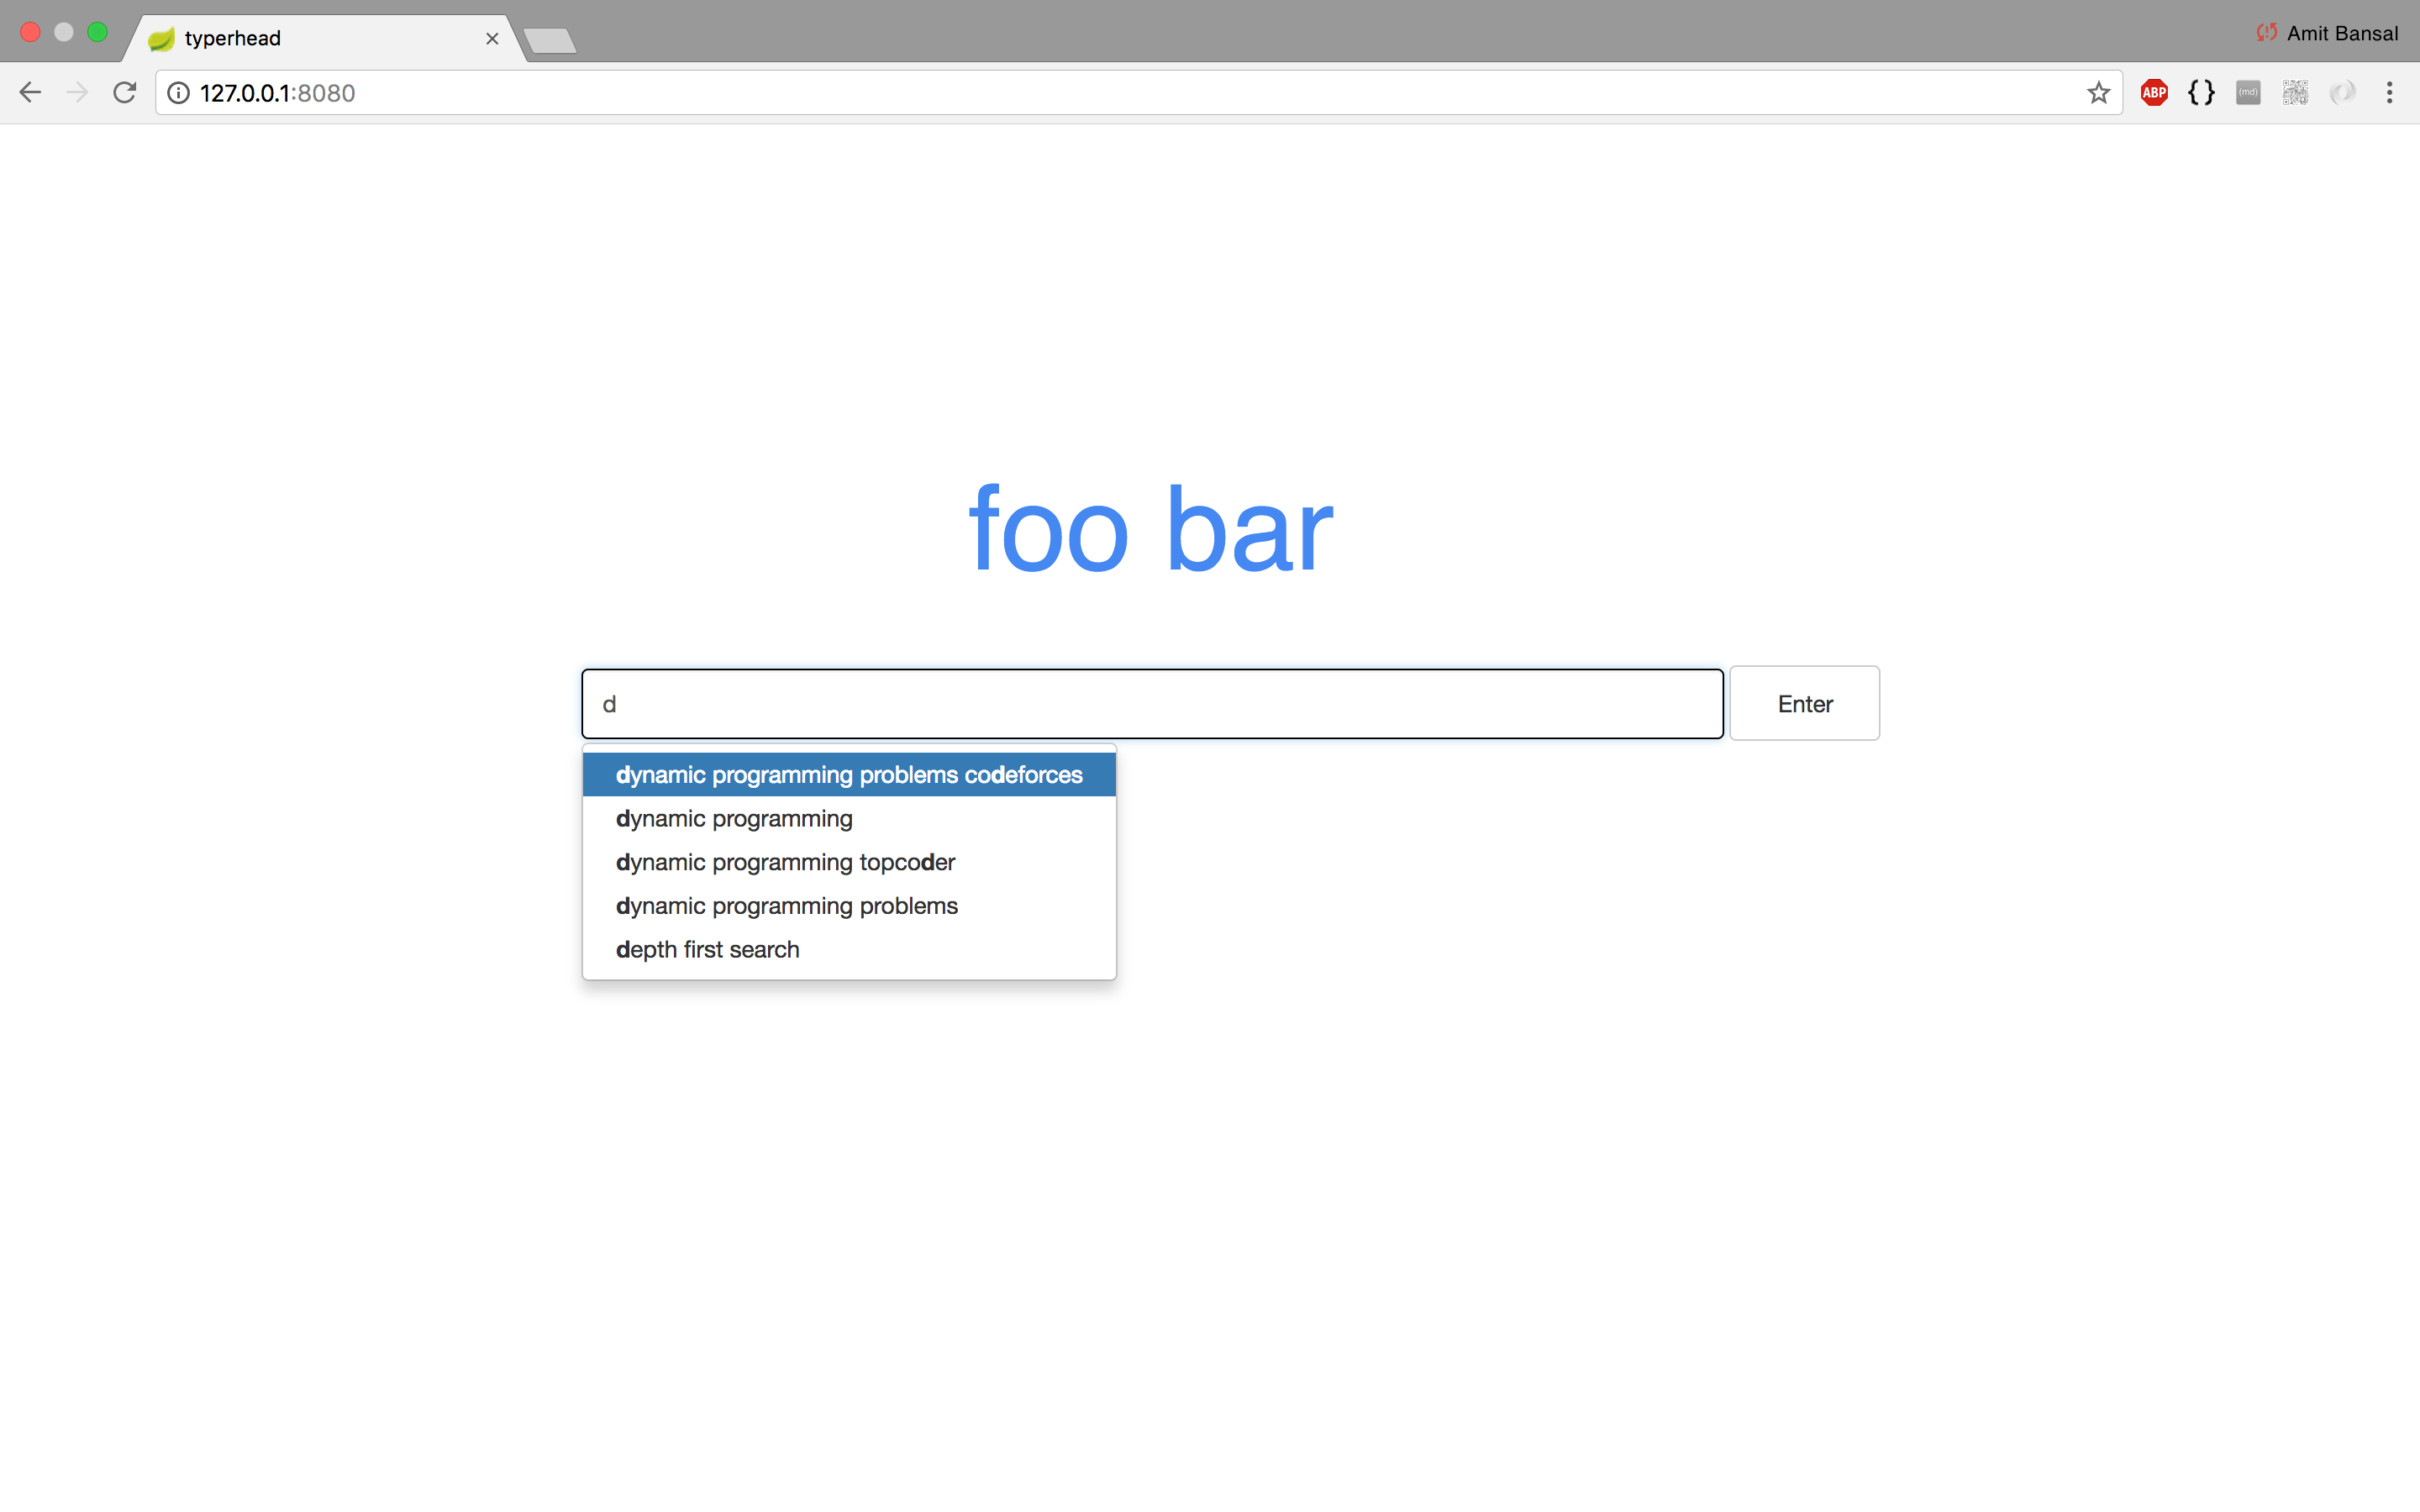 typerhead
Amit Bansal
127.0.0.1:8080
ABP
{}
(md)
foo bar
d
Enter
dynamic programming problems codeforces
dynamic programming
dynamic programming topcoder
dynamic programming problems
depth first search